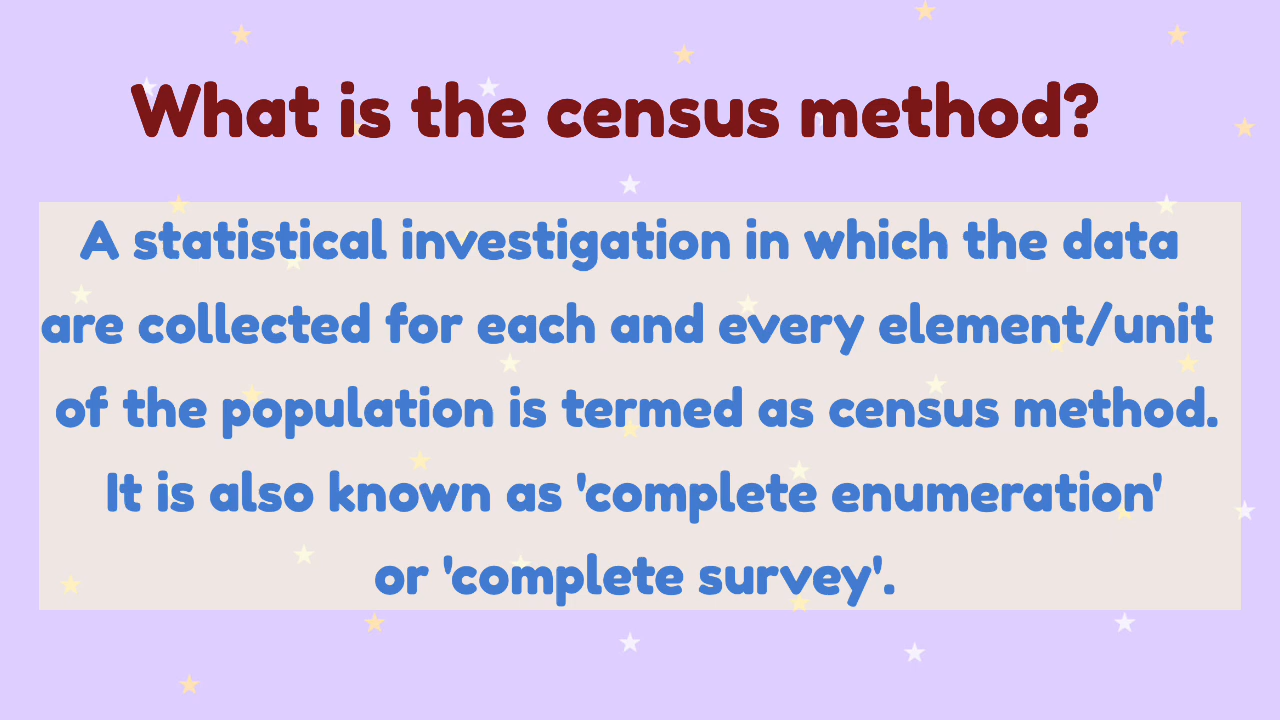 What is the census method?
A statistical investigation in which the data
are collected for each and every element/unit
of the population is termed as census method.
It is also known as 'complete enumeration'
or 'complete survey'.